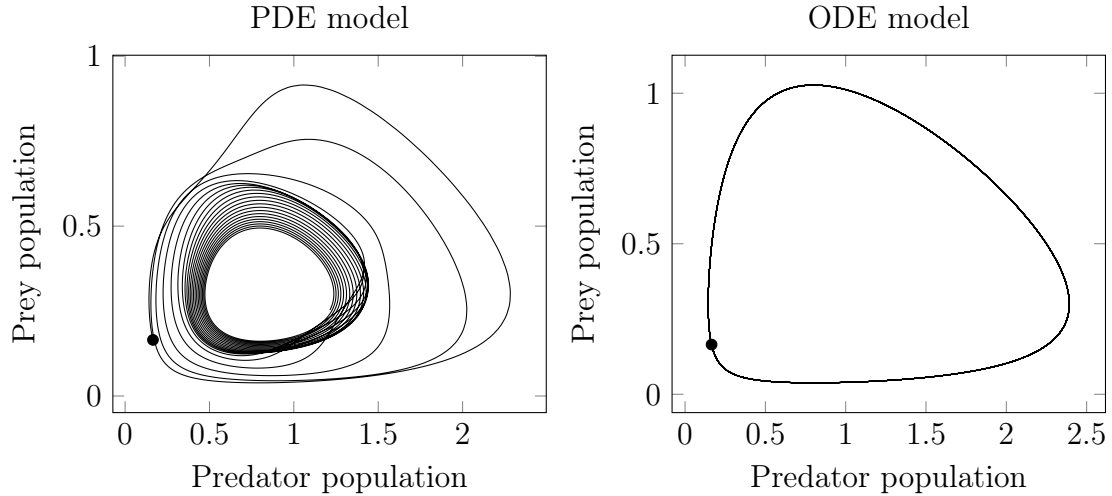 PDE model
1
0.5
0
0 0.5 1 1.5 2
Prey population
Predator population
ODE model
1
0.5
0
0 0.5 1 1.5 2 2.5
Prey population
Predator population